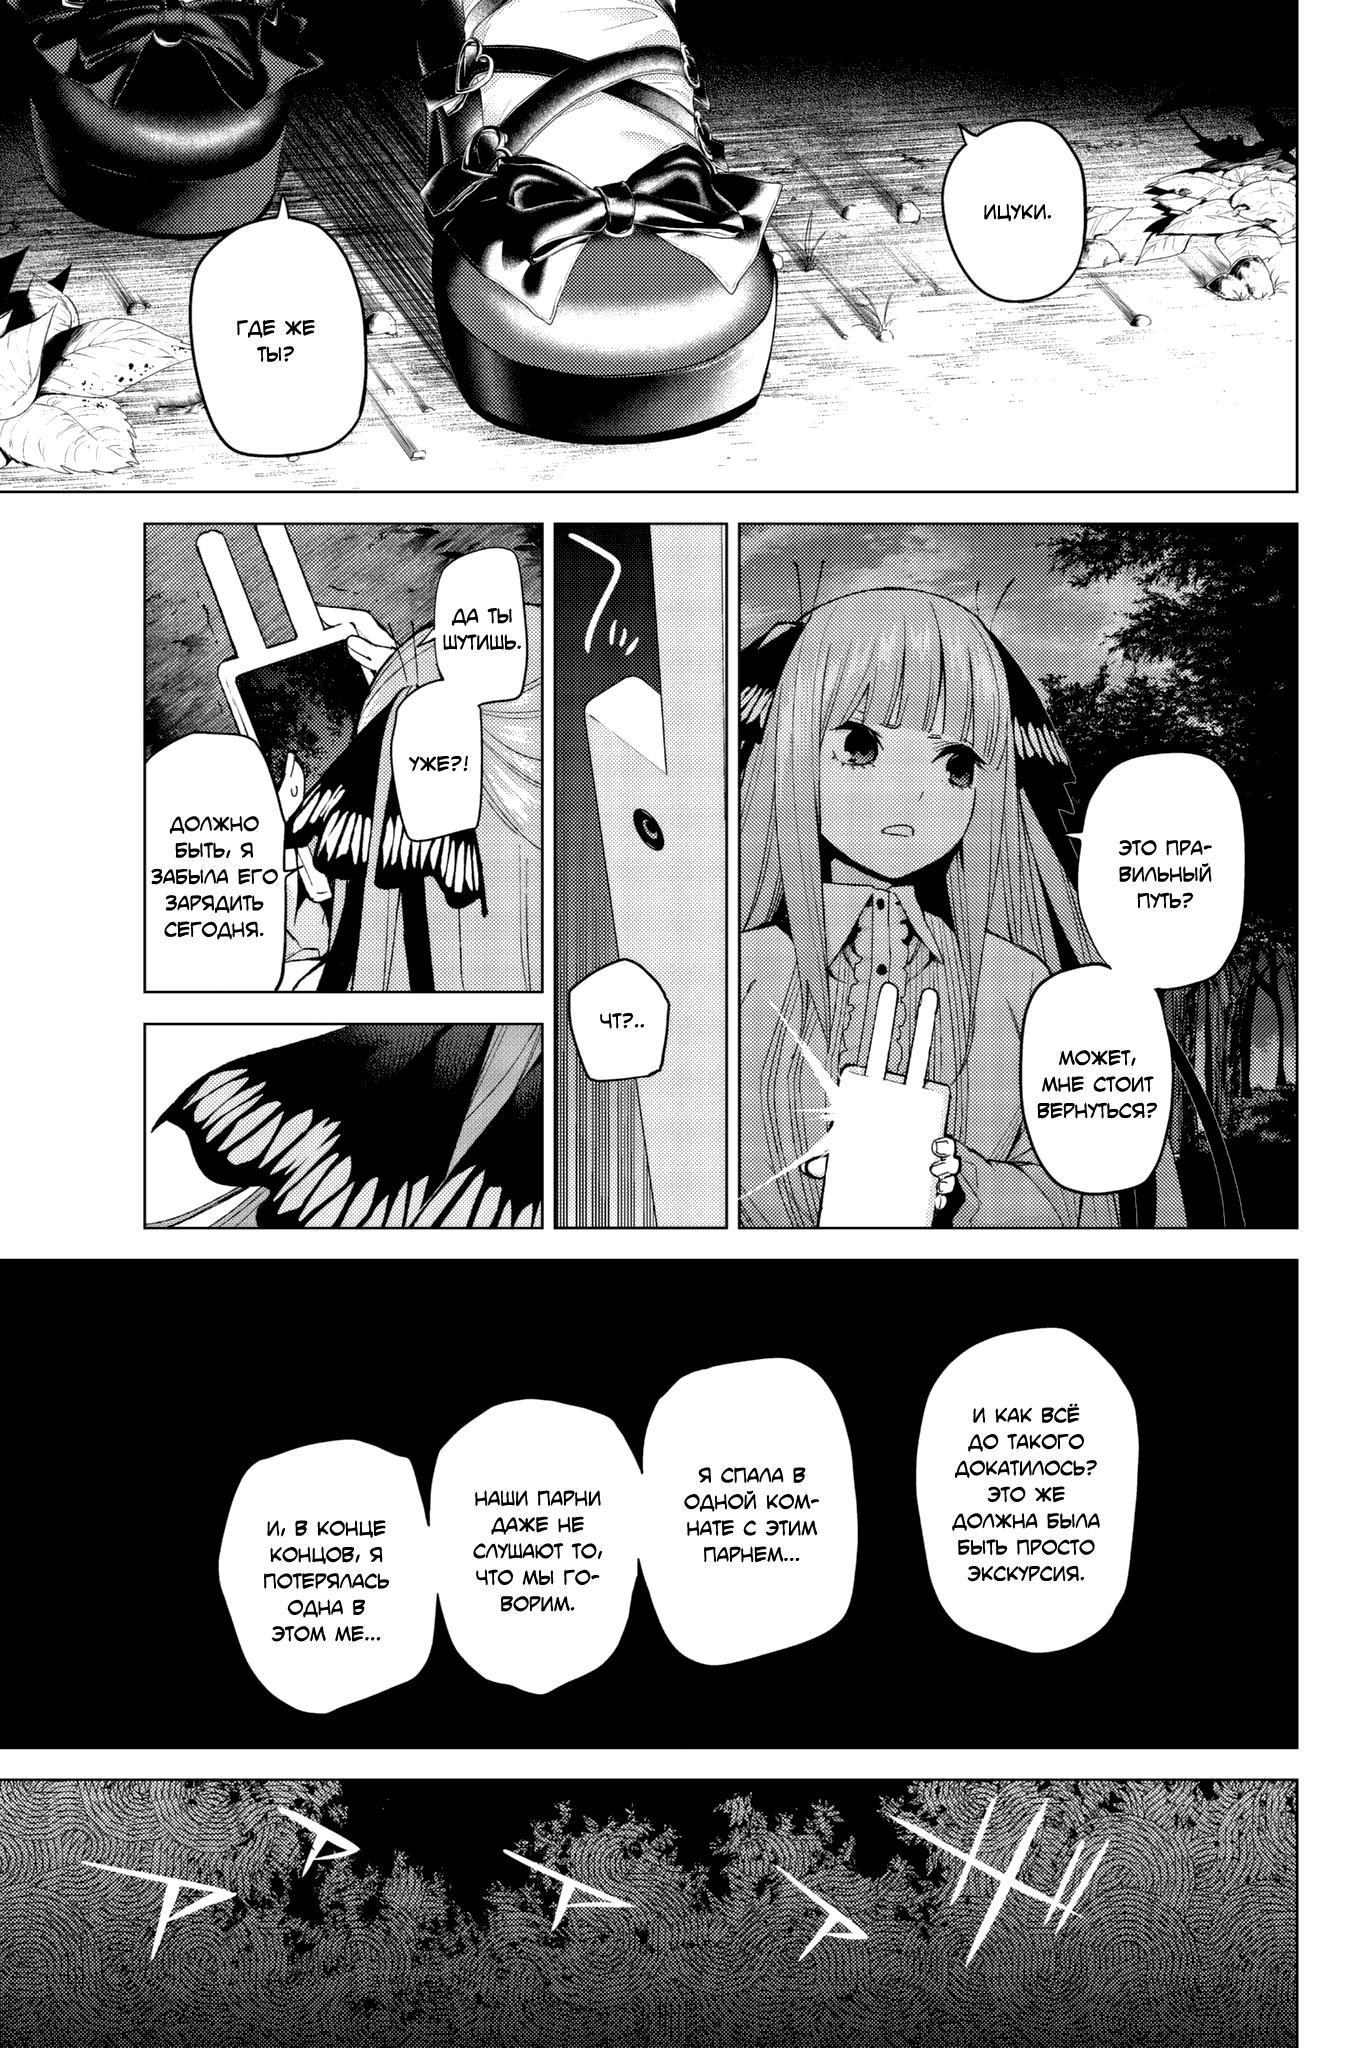 ИЦУКИ.
ГДЕ ЖЕ
ТЫ?
ЭТО ПРА-
ВИЛЬНЫЙ
ПУТЬ?
МОЖЕТ,
МНЕ СТОИТ
ВЕРНУТЬСЯ?
ЧТ?..
ДА ТЫ
ШУТИШЬ.
УЖЕ?!
ДОЛЖНО
БЫТЬ, Я
ЗАБЫЛА ЕГО
ЗАРЯДИТЬ
СЕГОДНЯ.
И КАК ВСЁ
ДО ТАКОГО
ДОКАТИЛОСЬ?
ЭТО ЖЕ
ДОЛЖНА БЫЛА
БЫТЬ ПРОСТО
ЭКСКУРСИЯ.
Я СПАЛА В
ОДНОЙ КОМ-
НАТЕ С ЭТИМ
ПАРНЕМ...
НАШИ ПАРНИ
ДАЖЕ НЕ
СЛУШАЮТ ТО,
ЧТО МЫ ГО-
ВОРИМ.
И, В КОНЦЕ
КОНЦОВ, Я
ПОТЕРЯЛАСЬ
ОДНА В
ЭТОМ МЕ...